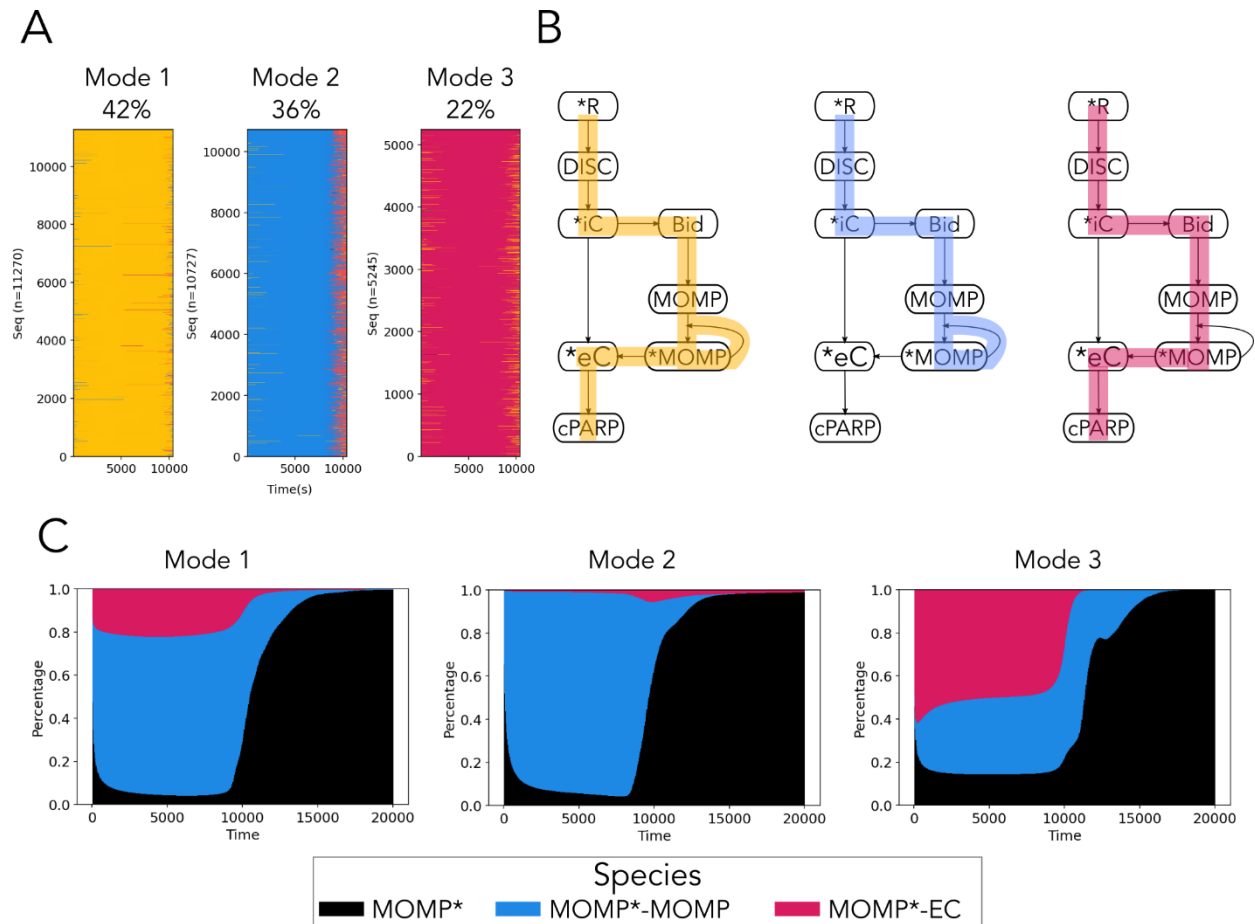 A
Mode 1
42%
Seq (n=11270)
10000
8000
6000
4000
2000
0
5000 10000
Mode 2
36%
Seq (n=10727)
10000
8000
6000
4000
2000
0
5000 10000
Time(s)
Mode 3
22%
Seq (n=5245)
5000
4000
3000
2000
1000
0
5000 10000
B
*R
DISC
*iC
Bid
MOMP
*eC
*MOMP
cPARP
*R
DISC
*iC
Bid
MOMP
*eC
*MOMP
cPARP
*R
DISC
*iC
Bid
MOMP
*eC
*MOMP
cPARP
C
Mode 1
Percentage
1.0
0.8
0.6
0.4
0.2
0.0
0 5000 10000 15000 20000
Time
Mode 2
Percentage
1.0
0.8
0.6
0.4
0.2
0.0
0 5000 10000 15000 20000
Time
Mode 3
Percentage
1.0
0.8
0.6
0.4
0.2
0.0
0 5000 10000 15000 20000
Time
Species
MOMP* MOMP*-MOMP MOMP*-EC